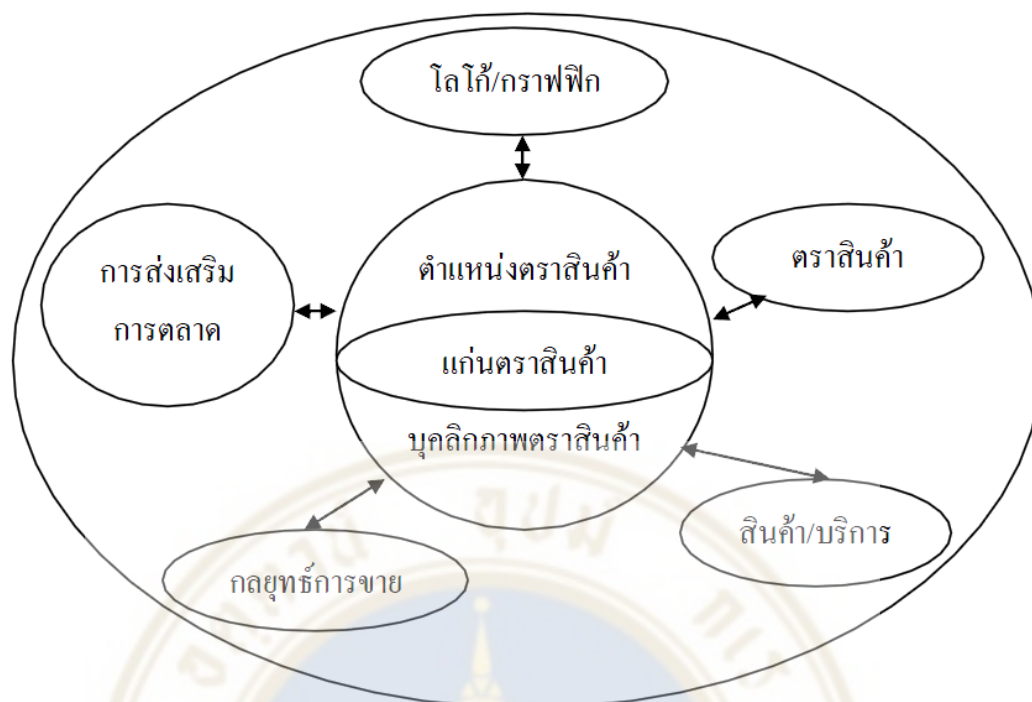 โลโก้/กราฟฟิก
การส่งเสริม
การตลาด
ตำแหน่งตราสินค้า
ตราสินค้า
แก่นตราสินค้า
บุคลิกภาพตราสินค้า
สินค้า/บริการ
กลยุทธ์การขาย